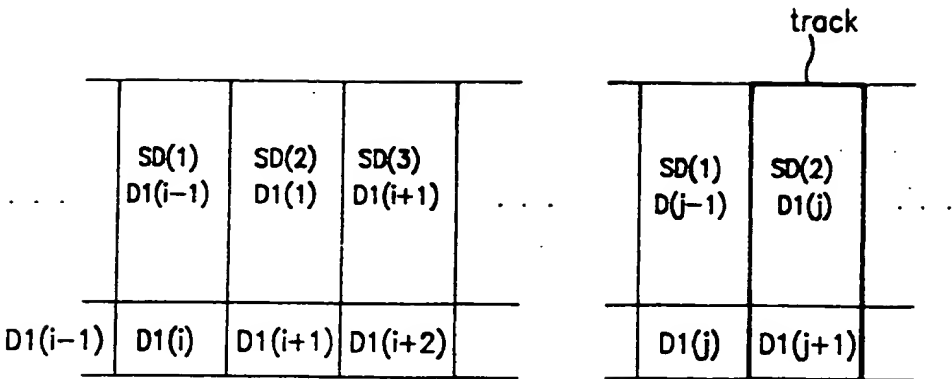 track
SD(1) SD(2) SD(3) SD(1) SD(2)
D1(i-1) D1(1) D1(i+1) D(j-1) D1(j)
. . . . . . . . .
D1(i-1) D1(i) D1(i+1) D1(i+2) D1(j) D1(j+1)